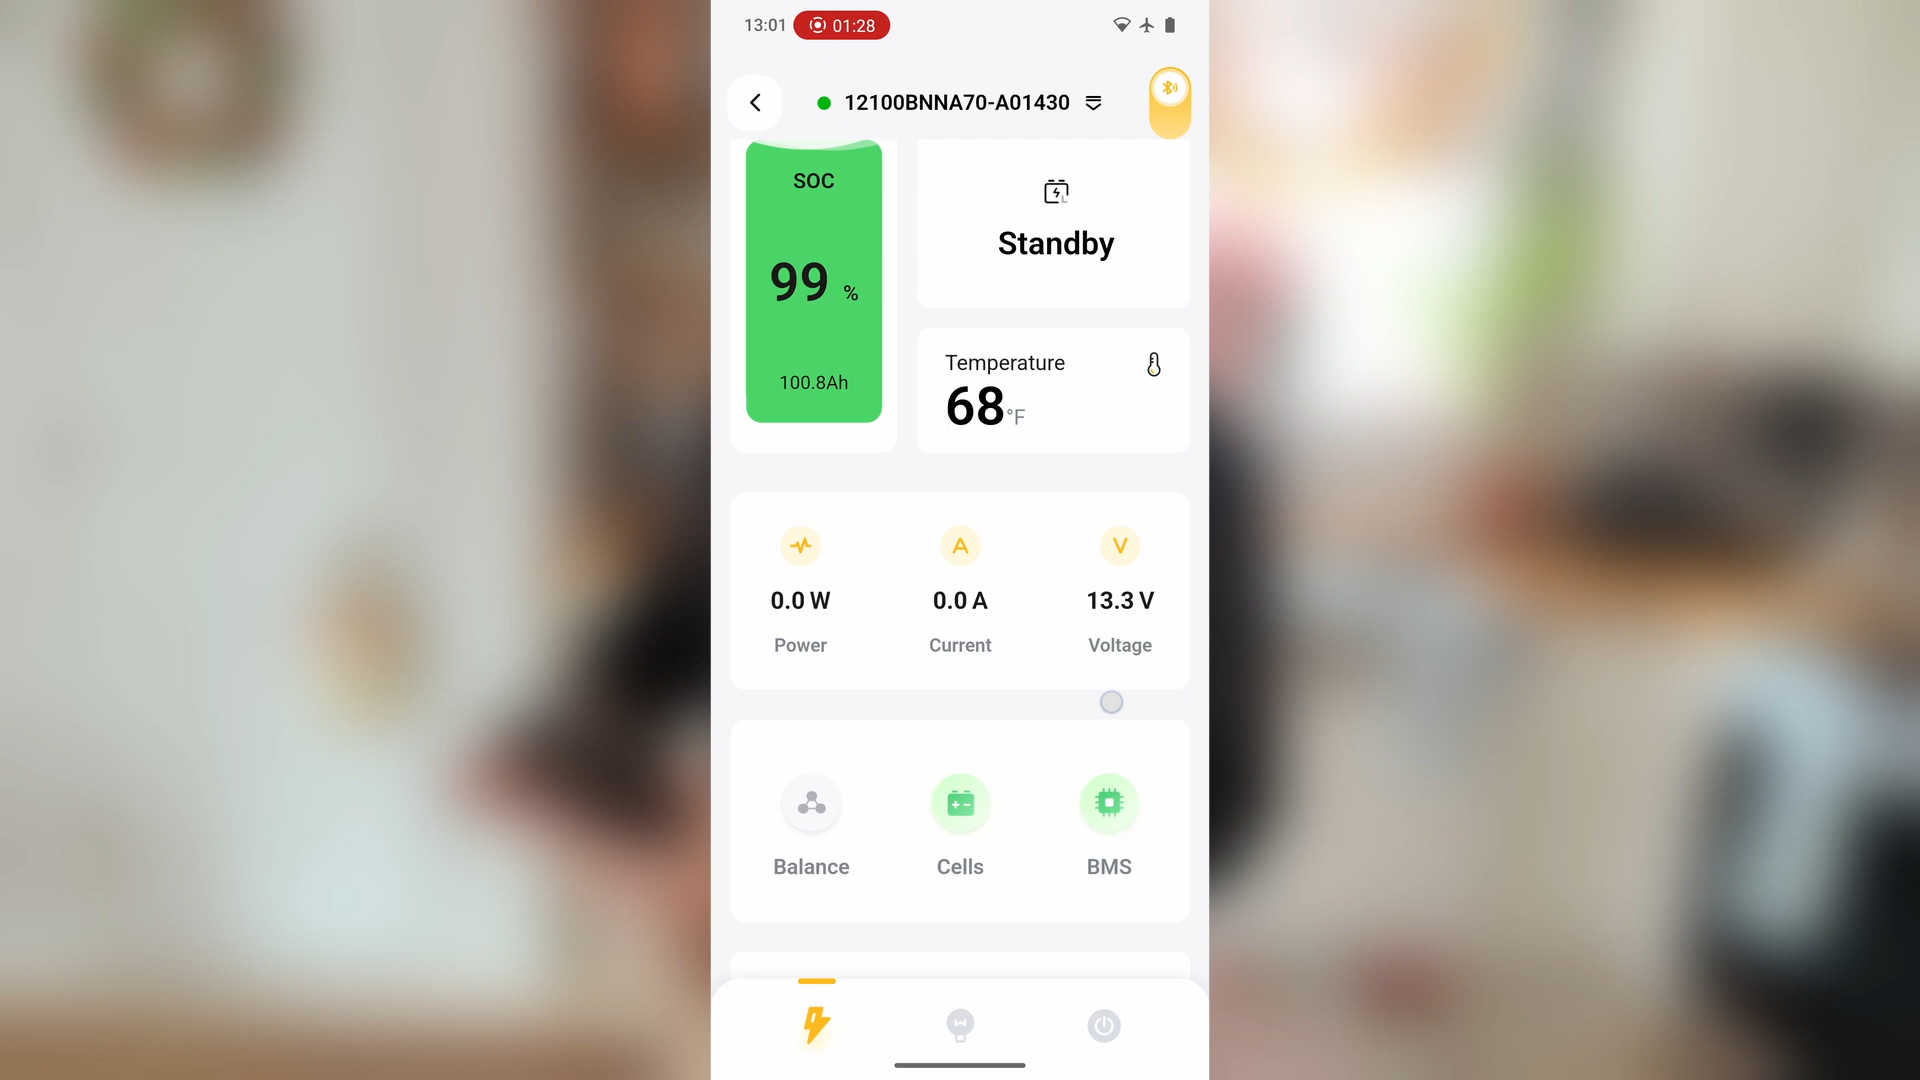 13:01 01:28
12100BNNA70-A01430
SOC
99 %
100.8Ah
Standby
Temperature
68 °F
A V
0.0 W 0.0 A 13.3 V
Power Current Voltage
Balance Cells BMS